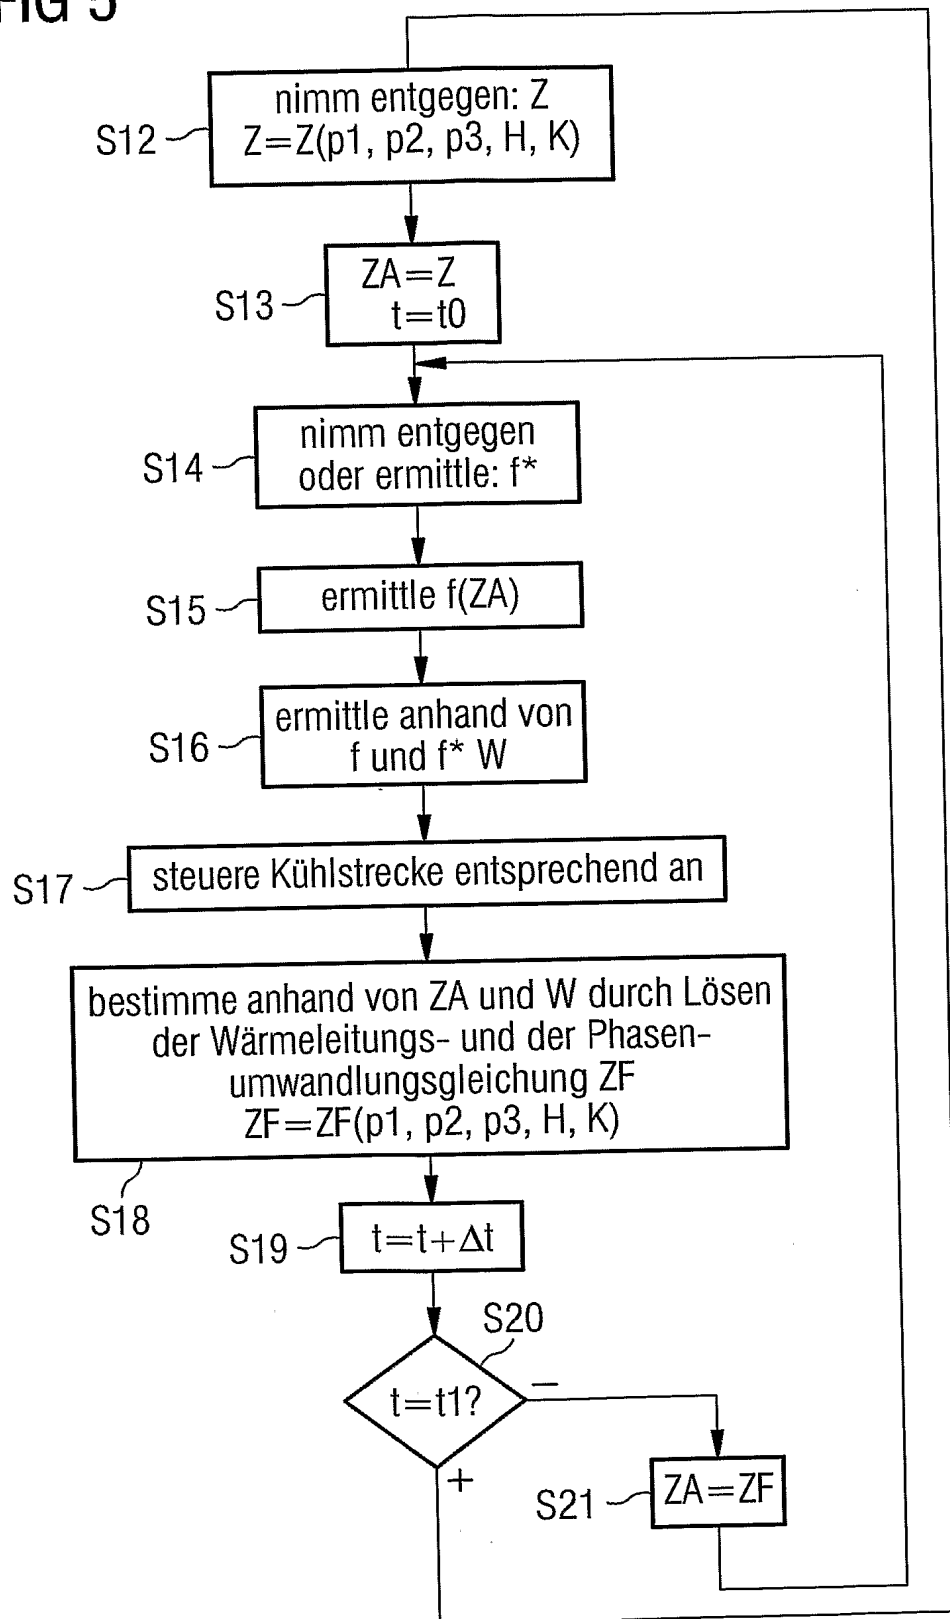 FIG 5
nimm entgegen: Z
Z=Z(p1, p2, p3, H, K)
S12
ZA=Z
t=t0
S13
nimm entgegen
oder ermittle: f*
S14
ermittle f(ZA)
S15
ermittle anhand von
f und f* W
S16
steuere Kühlstrecke entsprechend an
S17
bestimme anhand von ZA und W durch Lösen
der Wärmeleitungs- und der Phasen-
umwandlungsgleichung ZF
ZF=ZF(p1, p2, p3, H, K)
S18
t=t+Δt
S19
S20
t=t1?
−
+
ZA=ZF
S21